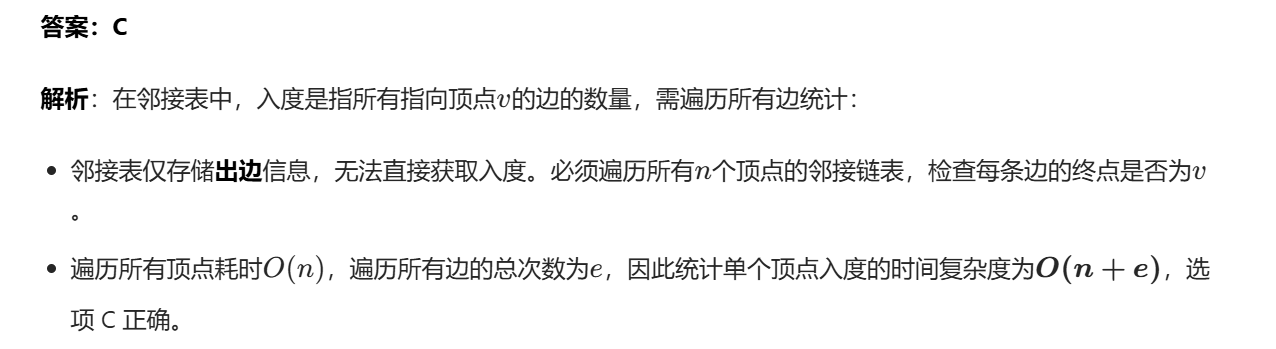 答案：C
解析：在邻接表中，入度是指所有指向顶点v的边的数量，需遍历所有边统计：
• 邻接表仅存储出边信息，无法直接获取入度。必须遍历所有n个顶点的邻接链表，检查每条边的终点是否为v
。
• 遍历所有顶点耗时O(n)，遍历所有边的总次数为e，因此统计单个顶点入度的时间复杂度为O(n + e)，选
项 C 正确。